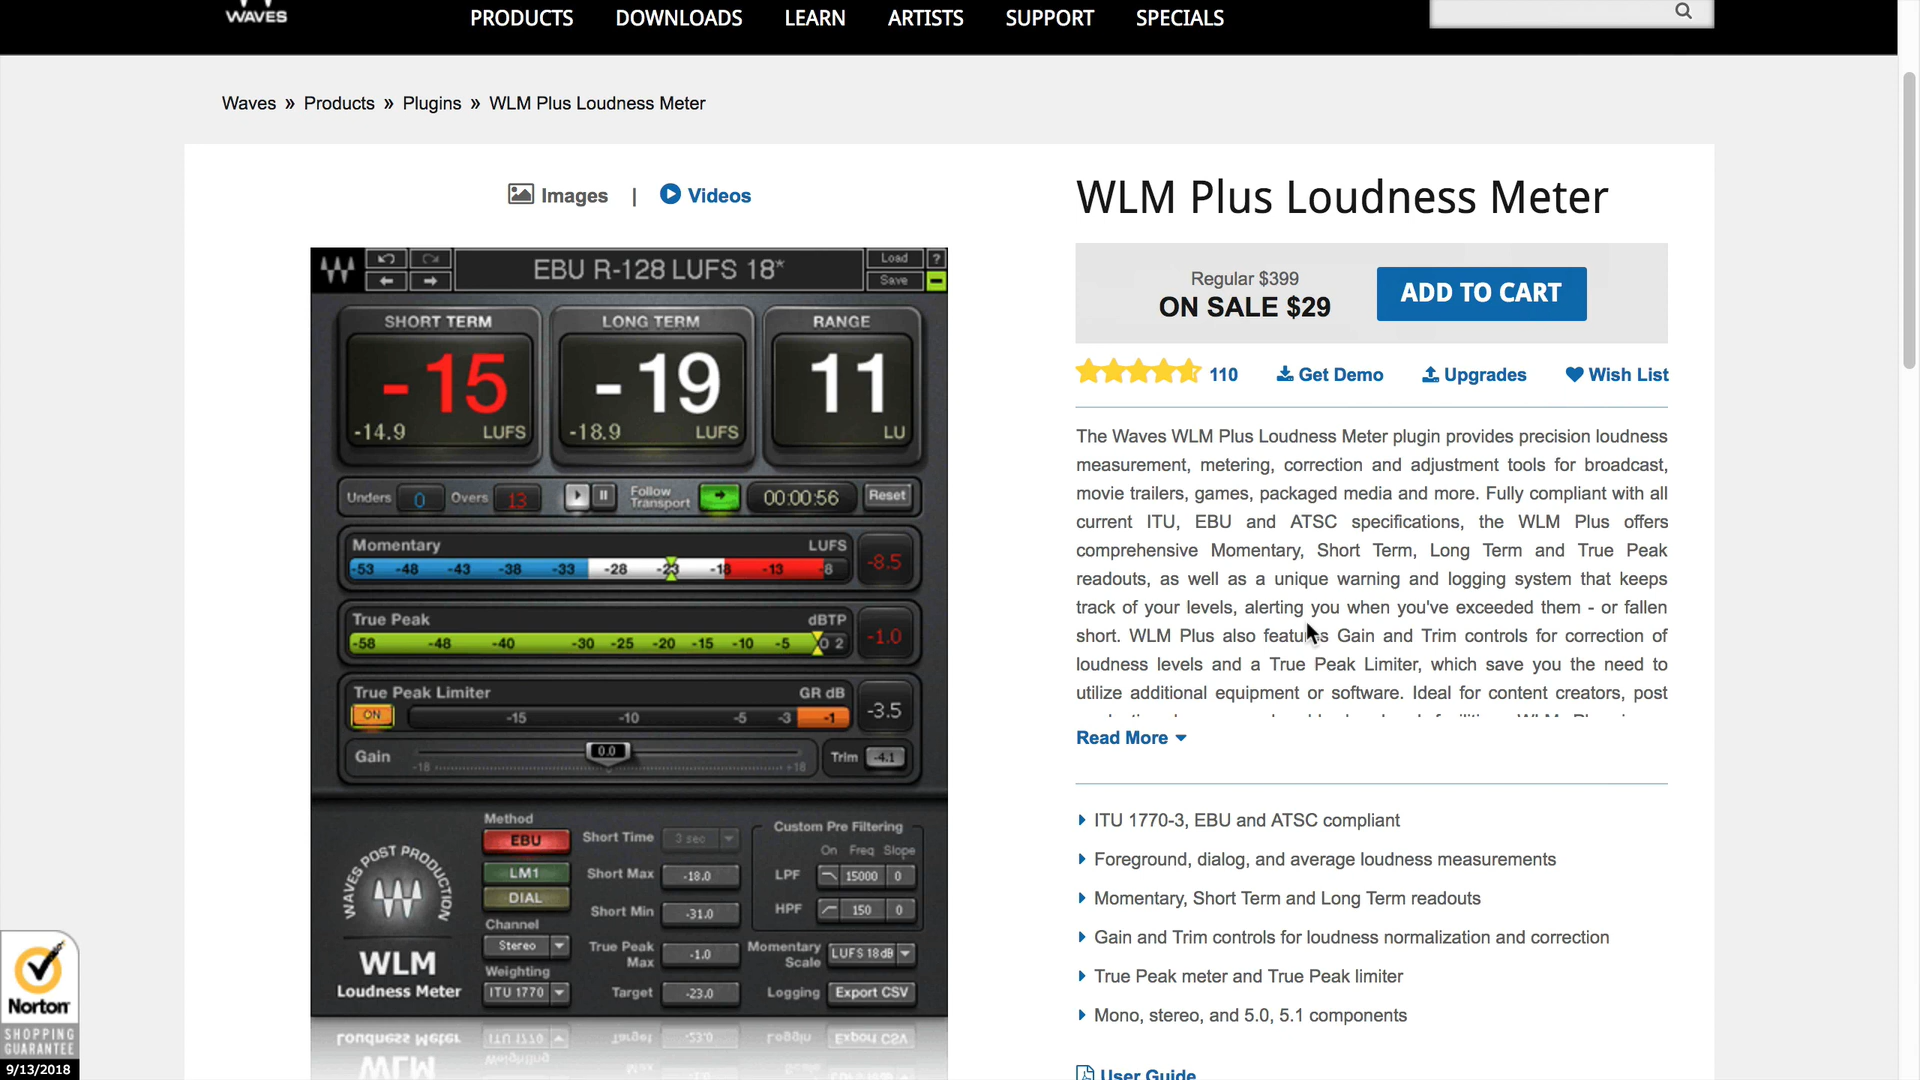 WAVES
PRODUCTS DOWNLOADS LEARN ARTISTS SUPPORT SPECIALS
Waves » Products » Plugins » WLM Plus Loudness Meter
Images | Videos
WLM Plus Loudness Meter
Regular $399
ON SALE $29
ADD TO CART
110 Get Demo Upgrades Wish List
The Waves WLM Plus Loudness Meter plugin provides precision loudness
measurement, metering, correction and adjustment tools for broadcast,
movie trailers, games, packaged media and more. Fully compliant with all
current ITU, EBU and ATSC specifications, the WLM Plus offers
comprehensive Momentary, Short Term, Long Term and True Peak
readouts, as well as a unique warning and logging system that keeps
track of your levels, alerting you when you've exceeded them - or fallen
short. WLM Plus also features Gain and Trim controls for correction of
loudness levels and a True Peak Limiter, which save you the need to
utilize additional equipment or software. Ideal for content creators, post
Read More
ITU 1770-3, EBU and ATSC compliant
Foreground, dialog, and average loudness measurements
Momentary, Short Term and Long Term readouts
Gain and Trim controls for loudness normalization and correction
True Peak meter and True Peak limiter
Mono, stereo, and 5.0, 5.1 components
User Guide
EBU R-128 LUFS 18*
Load ?
Save
SHORT TERM LONG TERM RANGE
-15 -19 11
-14.9 LUFS -18.9 LUFS LU
Unders 0 Overs 13 Follow Transport 00:00:56 Reset
Momentary LUFS
-53 -48 -43 -38 -33 -28 -23 -18 -13 -8 -8.5
True Peak dBTP
-58 -48 -40 -30 -25 -20 -15 -10 -5 0 2 -1.0
True Peak Limiter GR dB
ON -15 -10 -5 -3 -1 -3.5
Gain -18 0.0 +18 Trim -4.1
Method
EBU
LM1
DIAL
Channel
Stereo
Weighting
ITU 1770
Short Time 3 sec
Short Max -18.0
Short Min -31.0
True Peak Max -1.0
Target -23.0
Custom Pre Filtering
On Freq Slope
LPF 15000 0
HPF 150 0
Momentary Scale LUFS 18dB
Logging Export CSV
WAVES POST PRODUCTION
WLM
Loudness Meter
Norton
SHOPPING
GUARANTEE
9/13/2018